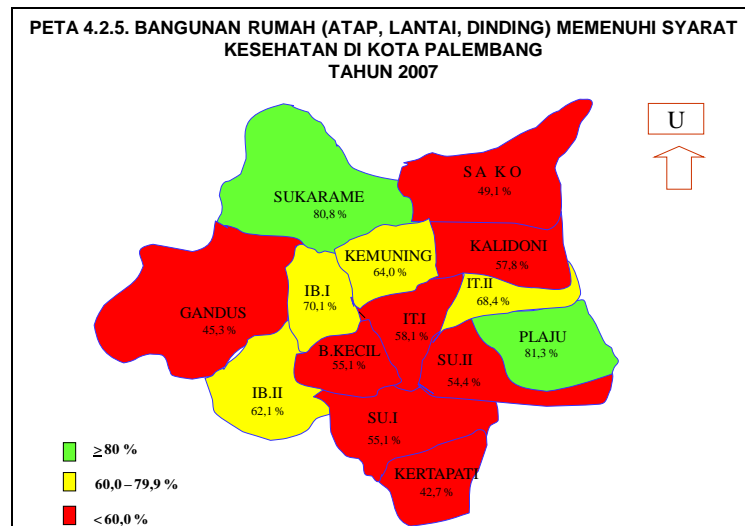 PETA 4.2.5. BANGUNAN RUMAH (ATAP, LANTAI, DINDING) MEMENUHI SYARAT
KESEHATAN DI KOTA PALEMBANG
TAHUN 2007
U
S A K O
49,1 %
SUKARAME
80,8 %
KEMUNING
64,0 %
KALIDONI
57,8 %
IT.II
68,4 %
IB.I
70,1 %
GANDUS
45,3 %
IT.I
58,1 %
PLAJU
81,3 %
B.KECIL
55,1 %
SU.II
54,4 %
IB.II
62,1 %
SU.I
55,1 %
KERTAPATI
42,7 %
≥ 80 %
60,0 – 79,9 %
< 60,0 %